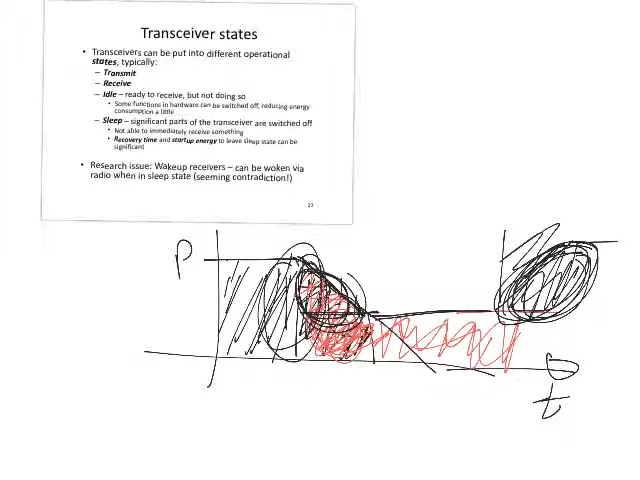 Transceiver states
• Transceivers can be put into different operational
states, typically:
– Transmit
– Receive
– Idle – ready to receive, but not doing so
• Some functions in hardware can be switched off, reducing energy
consumption a little
– Sleep – significant parts of the transceiver are switched off
• Not able to immediately receive something
• Recovery time and startup energy to leave sleep state can be
significant
• Research issue: Wakeup receivers – can be woken via
radio when in sleep state (seeming contradiction!)
23
P
t